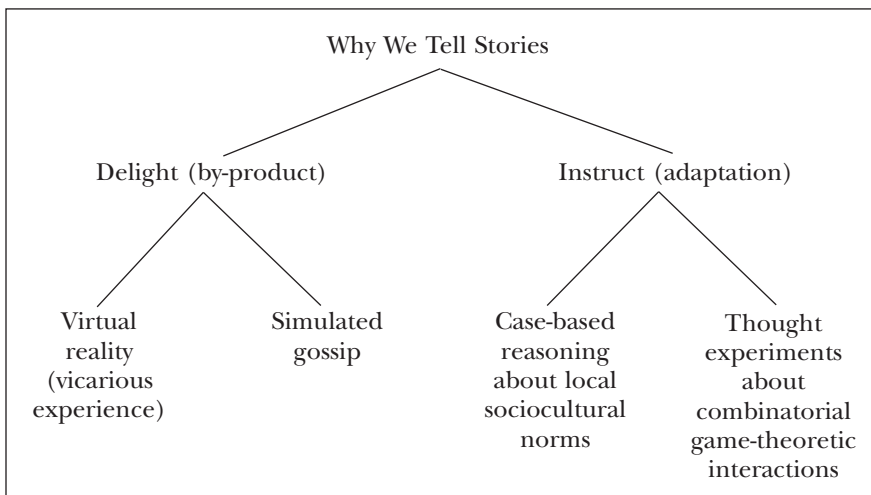 Why We Tell Stories
Delight (by-product)
Instruct (adaptation)
Virtual
reality
(vicarious
experience)
Simulated
gossip
Case-based
reasoning
about local
sociocultural
norms
Thought
experiments
about
combinatorial
game-theoretic
interactions